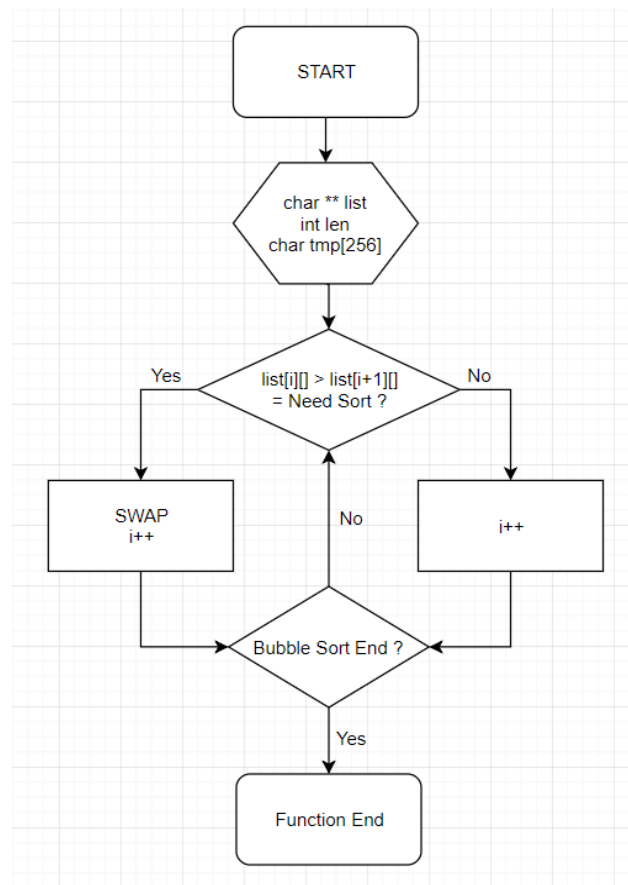 START
char ** list
int len
char tmp[256]
Yes
list[i][] > list[i+1][]
= Need Sort ?
No
SWAP
i++
No
i++
Bubble Sort End ?
Yes
Function End